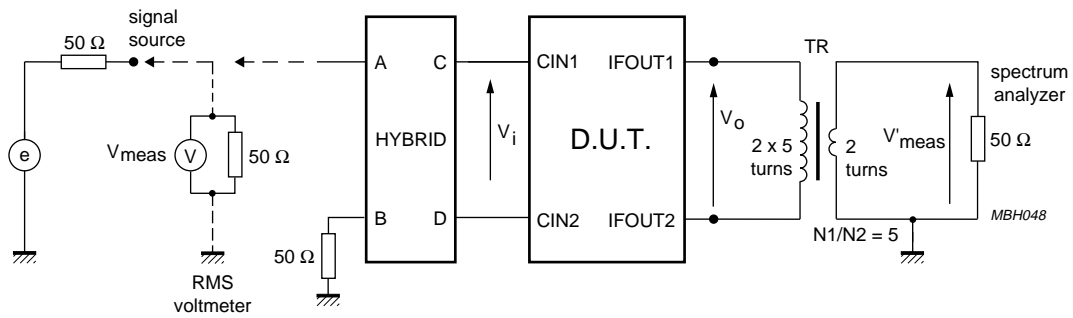 signal
source
50 Ω
e
Vmeas
V
50 Ω
RMS
voltmeter
50 Ω
A
C
HYBRID
B
D
Vi
CIN1
IFOUT1
D.U.T.
CIN2
IFOUT2
Vo
TR
2 x 5
turns
2
turns
N1/N2 = 5
V'meas
spectrum
analyzer
50 Ω
MBH048